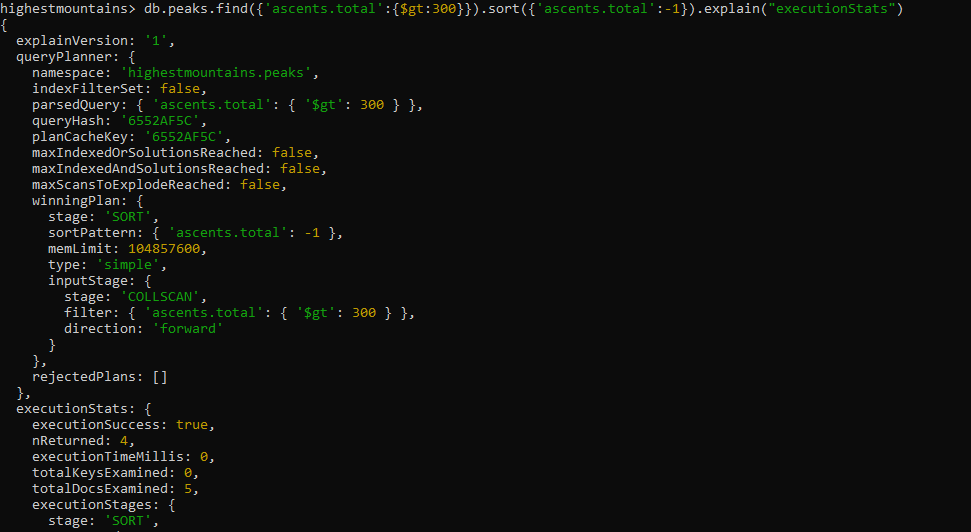 highestmountains> db.peaks.find({'ascents.total':{$gt:300}}).sort({'ascents.total':-1}).explain("executionStats")
{
  explainVersion: '1',
  queryPlanner: {
    namespace: 'highestmountains.peaks',
    indexFilterSet: false,
    parsedQuery: { 'ascents.total': { '$gt': 300 } },
    queryHash: '6552AF5C',
    planCacheKey: '6552AF5C',
    maxIndexedOrSolutionsReached: false,
    maxIndexedAndSolutionsReached: false,
    maxScansToExplodeReached: false,
    winningPlan: {
      stage: 'SORT',
      sortPattern: { 'ascents.total': -1 },
      memLimit: 104857600,
      type: 'simple',
      inputStage: {
        stage: 'COLLSCAN',
        filter: { 'ascents.total': { '$gt': 300 } },
        direction: 'forward'
      }
    },
    rejectedPlans: []
  },
  executionStats: {
    executionSuccess: true,
    nReturned: 4,
    executionTimeMillis: 0,
    totalKeysExamined: 0,
    totalDocsExamined: 5,
    executionStages: {
      stage: 'SORT',